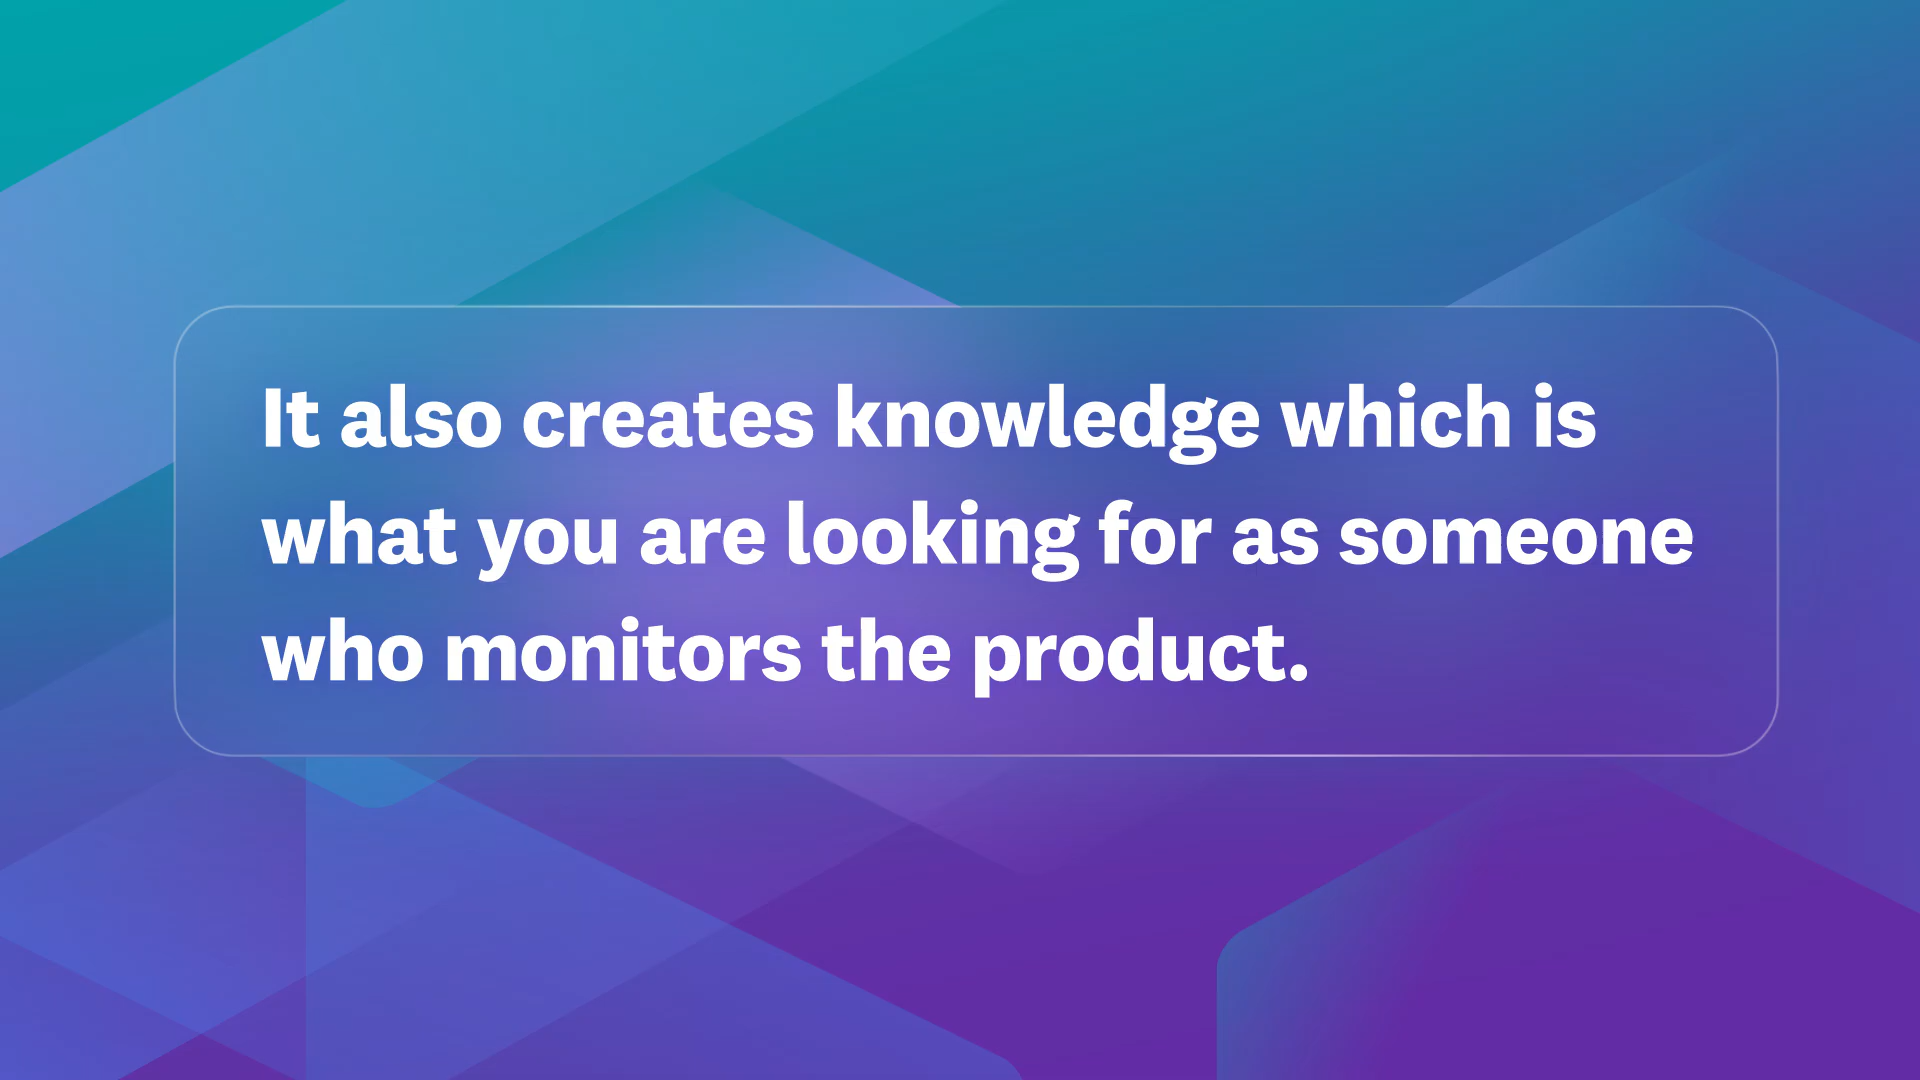 It also creates knowledge which is
what you are looking for as someone
who monitors the product.